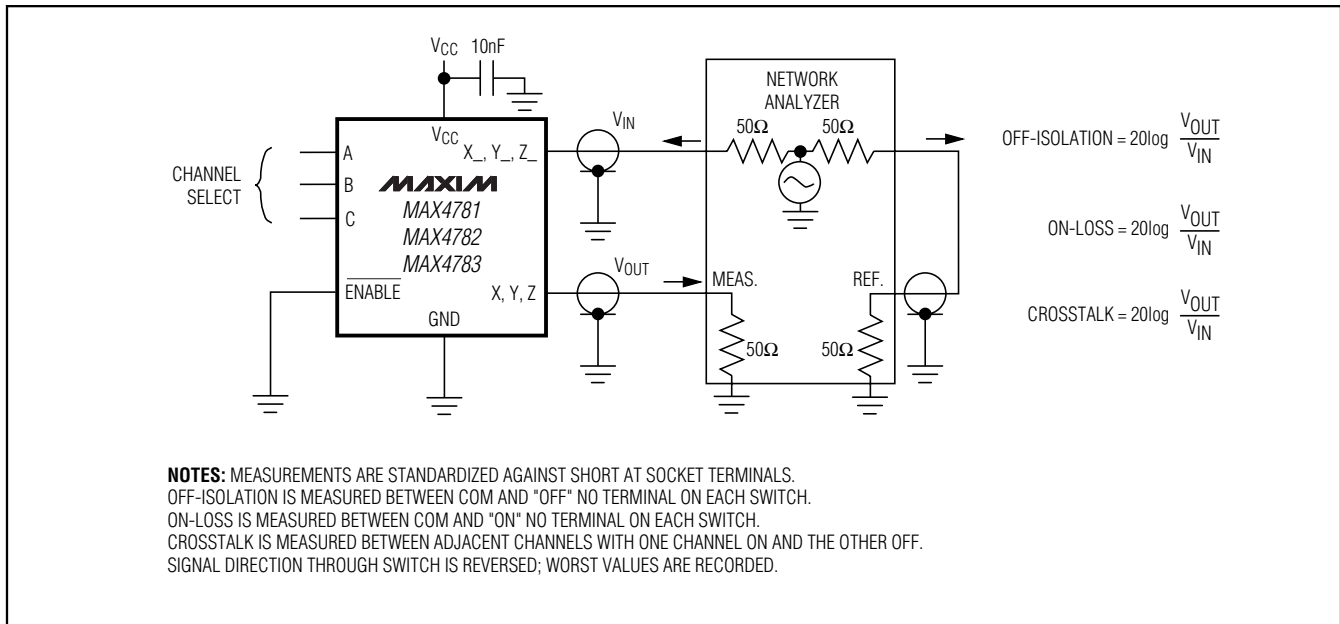 VCC 10nF
VCC
CHANNEL
SELECT
A
B
C
ENABLE
X_, Y_, Z_
MAXIM
MAX4781
MAX4782
MAX4783
X, Y, Z
GND
VIN
VOUT
NETWORK
ANALYZER
50Ω 50Ω
MEAS. REF.
50Ω 50Ω
OFF-ISOLATION = 20log VOUT
VIN
ON-LOSS = 20log VOUT
VIN
CROSSTALK = 20log VOUT
VIN
NOTES: MEASUREMENTS ARE STANDARDIZED AGAINST SHORT AT SOCKET TERMINALS.
OFF-ISOLATION IS MEASURED BETWEEN COM AND "OFF" NO TERMINAL ON EACH SWITCH.
ON-LOSS IS MEASURED BETWEEN COM AND "ON" NO TERMINAL ON EACH SWITCH.
CROSSTALK IS MEASURED BETWEEN ADJACENT CHANNELS WITH ONE CHANNEL ON AND THE OTHER OFF.
SIGNAL DIRECTION THROUGH SWITCH IS REVERSED; WORST VALUES ARE RECORDED.